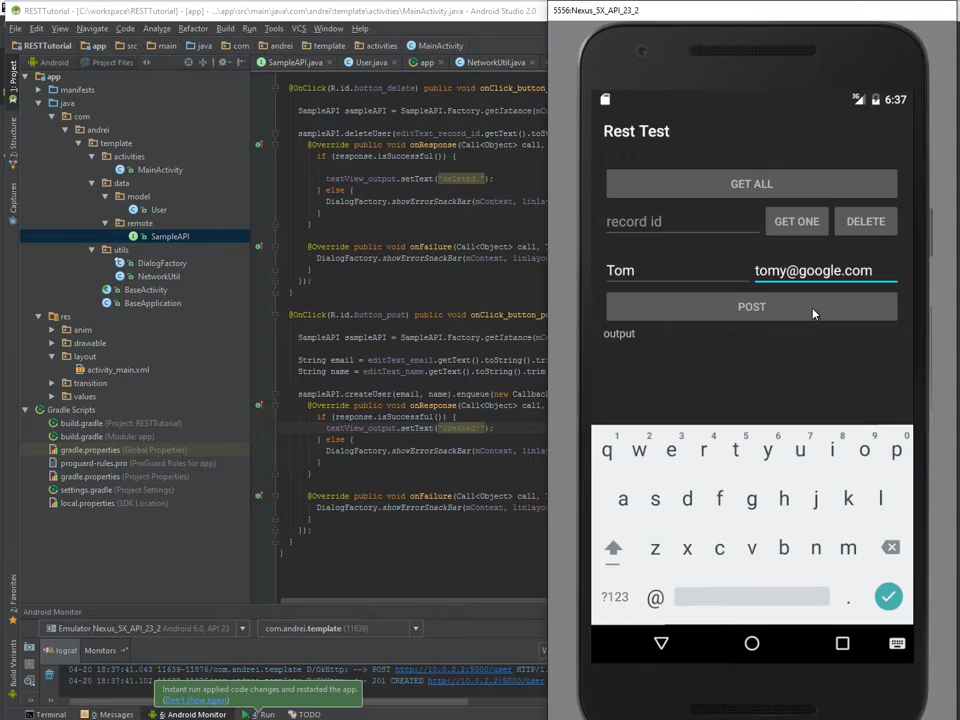 RESTTutorial - [C:\workspace\RESTTutorial] - [app] - ...\app\src\main\java\com\andrei\template\activities\MainActivity.java - Android Studio 2.0
File Edit View Navigate Code Analyze Refactor Build Run Tools VCS Window Help
RESTTutorial app src main java com andrei template activities MainActivity
Android Project Files
SampleAPI.java User.java app NetworkUtil.java
1: Project
7: Structure
Captures
2: Favorites
Build Variants
app
manifests
java
com
andrei
template
activities
MainActivity
data
model
User
remote
SampleAPI
utils
DialogFactory
NetworkUtil
BaseActivity
BaseApplication
res
anim
drawable
layout
activity_main.xml
transition
values
Gradle Scripts
build.gradle (Project: RESTTutorial)
build.gradle (Module: app)
gradle.properties (Global Properties)
proguard-rules.pro (ProGuard Rules for app)
gradle.properties (Project Properties)
settings.gradle (Project Settings)
local.properties (SDK Location)
@OnClick(R.id.button_delete) public void onClick_button_
SampleAPI sampleAPI = SampleAPI.Factory.getIstance(m
sampleAPI.deleteUser(editText_record_id.getText().toS
@Override public void onResponse(Call<Object> call,
if (response.isSuccessful()) {
textView_output.setText("deleted.");
} else {
DialogFactory.showErrorSnackBar(mContext, linlayo
}
}
@Override public void onFailure(Call<Object> call, T
DialogFactory.showErrorSnackBar(mContext, linlayou
}
});
}
@OnClick(R.id.button_post) public void onClick_button_po
SampleAPI sampleAPI = SampleAPI.Factory.getIstance(m
String email = editText_email.getText().toString().tri
String name = editText_name.getText().toString().trim
sampleAPI.createUser(email, name).enqueue(new Callback
@Override public void onResponse(Call<Object> call,
if (response.isSuccessful()) {
textView_output.setText("created!");
} else {
DialogFactory.showErrorSnackBar(mContext, linlayo
}
}
@Override public void onFailure(Call<Object> call, T
DialogFactory.showErrorSnackBar(mContext, linlayou
}
});
}
}
Android Monitor
Emulator Nexus_5X_API_23_2 Android 6.0, API 23 com.andrei.template (11639)
logcat Monitors
04-20 18:37:41.043 11639-11876/com.andrei.template D/OkHttp: --> POST http://10.0.2.2:5000/user HTTP/1
04-20 18:37:41.102 201 CREATED http://10.0.2.2:5000/user
Instant run applied code changes and restarted the app.
(Don't show again)
Terminal 0: Messages 6: Android Monitor 4: Run TODO
5556:Nexus_5X_API_23_2
3G 6:37
Rest Test
GET ALL
record id GET ONE DELETE
Tom tomy@google.com
POST
output
q 1 w 2 e 3 r 4 t 5 y 6 u 7 i 8 o 9 p 0
a s d f g h j k l
z x c v b n m
?123 @ .